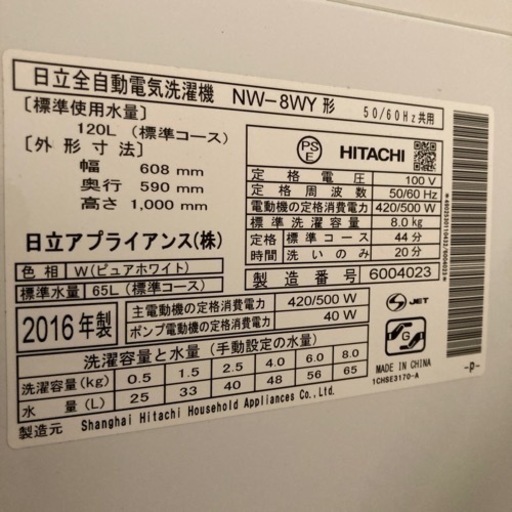 日立全自動電気洗濯機 NW-8WY 形 50/60Hz共用
[標準使用水量]
120L (標準コース)
[外形寸法]
幅 608 mm
奥行 590 mm
高さ 1,000 mm
日立アプライアンス(株)
色相 W(ピュアホワイト)
標準水量 65L (標準コース)
PS
E
HITACHI
定格電圧 100 V
定格周波数 50/60 Hz
電動機の定格消費電力 420/500 W
標準洗濯容量 8.0 kg
定格時間 標準コース 44分
洗いのみ 20分
製造番号 6004023
2016年製
主電動機の定格消費電力 420/500 W
ポンプ電動機の定格消費電力 40 W
S JET
G
洗濯容量と水量 (手動設定の水量)
洗濯容量(kg) 0.5 1.5 2.5 4.0 6.0 8.0
水量 (L) 25 33 40 48 56 65
MADE IN CHINA
1CHSE3170-A
-P-
製造元 Shanghai Hitachi Household Appliances Co.,Ltd.